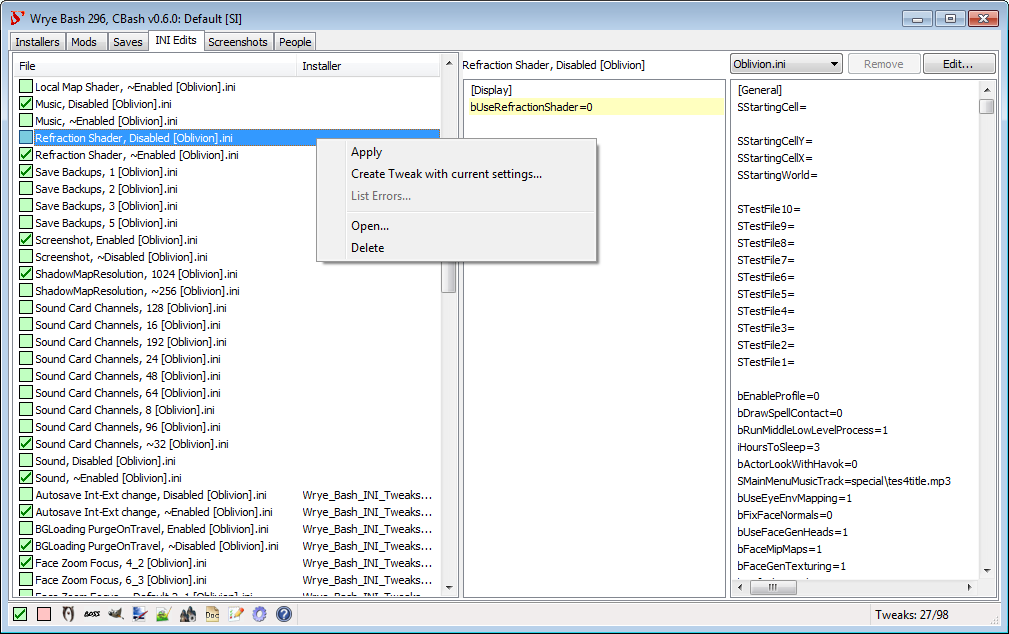 Wrye Bash 296, CBash v0.6.0: Default [SI]
Installers Mods Saves INI Edits Screenshots People
File Installer
Local Map Shader, ~Enabled [Oblivion].ini
Music, Disabled [Oblivion].ini
Music, ~Enabled [Oblivion].ini
Refraction Shader, Disabled [Oblivion].ini
Refraction Shader, ~Enabled [Oblivion].ini
Save Backups, 1 [Oblivion].ini
Save Backups, 2 [Oblivion].ini
Save Backups, 3 [Oblivion].ini
Save Backups, 5 [Oblivion].ini
Screenshot, Enabled [Oblivion].ini
Screenshot, ~Disabled [Oblivion].ini
ShadowMapResolution, 1024 [Oblivion].ini
ShadowMapResolution, ~256 [Oblivion].ini
Sound Card Channels, 128 [Oblivion].ini
Sound Card Channels, 16 [Oblivion].ini
Sound Card Channels, 192 [Oblivion].ini
Sound Card Channels, 24 [Oblivion].ini
Sound Card Channels, 48 [Oblivion].ini
Sound Card Channels, 64 [Oblivion].ini
Sound Card Channels, 8 [Oblivion].ini
Sound Card Channels, 96 [Oblivion].ini
Sound Card Channels, ~32 [Oblivion].ini
Sound, Disabled [Oblivion].ini
Sound, ~Enabled [Oblivion].ini
Autosave Int-Ext change, Disabled [Oblivion].ini Wrye_Bash_INI_Tweaks...
Autosave Int-Ext change, ~Enabled [Oblivion].ini Wrye_Bash_INI_Tweaks...
BGLoading PurgeOnTravel, Enabled [Oblivion].ini Wrye_Bash_INI_Tweaks...
BGLoading PurgeOnTravel, ~Disabled [Oblivion].ini Wrye_Bash_INI_Tweaks...
Face Zoom Focus, 4_2 [Oblivion].ini Wrye_Bash_INI_Tweaks...
Face Zoom Focus, 6_3 [Oblivion].ini Wrye_Bash_INI_Tweaks...
Apply
Create Tweak with current settings...
List Errors...
Open...
Delete
Refraction Shader, Disabled [Oblivion]
[Display]
bUseRefractionShader=0
Oblivion.ini Remove Edit...
[General]
SStartingCell=
SStartingCellY=
SStartingCellX=
SStartingWorld=
STestFile10=
STestFile9=
STestFile8=
STestFile7=
STestFile6=
STestFile5=
STestFile4=
STestFile3=
STestFile2=
STestFile1=
bEnableProfile=0
bDrawSpellContact=0
bRunMiddleLowLevelProcess=1
iHoursToSleep=3
bActorLookWithHavok=0
SMainMenuMusicTrack=special\tes4title.mp3
bUseEyeEnvMapping=1
bFixFaceNormals=0
bUseFaceGenHeads=1
bFaceMipMaps=1
bFaceGenTexturing=1
BOSS
Doc
Tweaks: 27/98